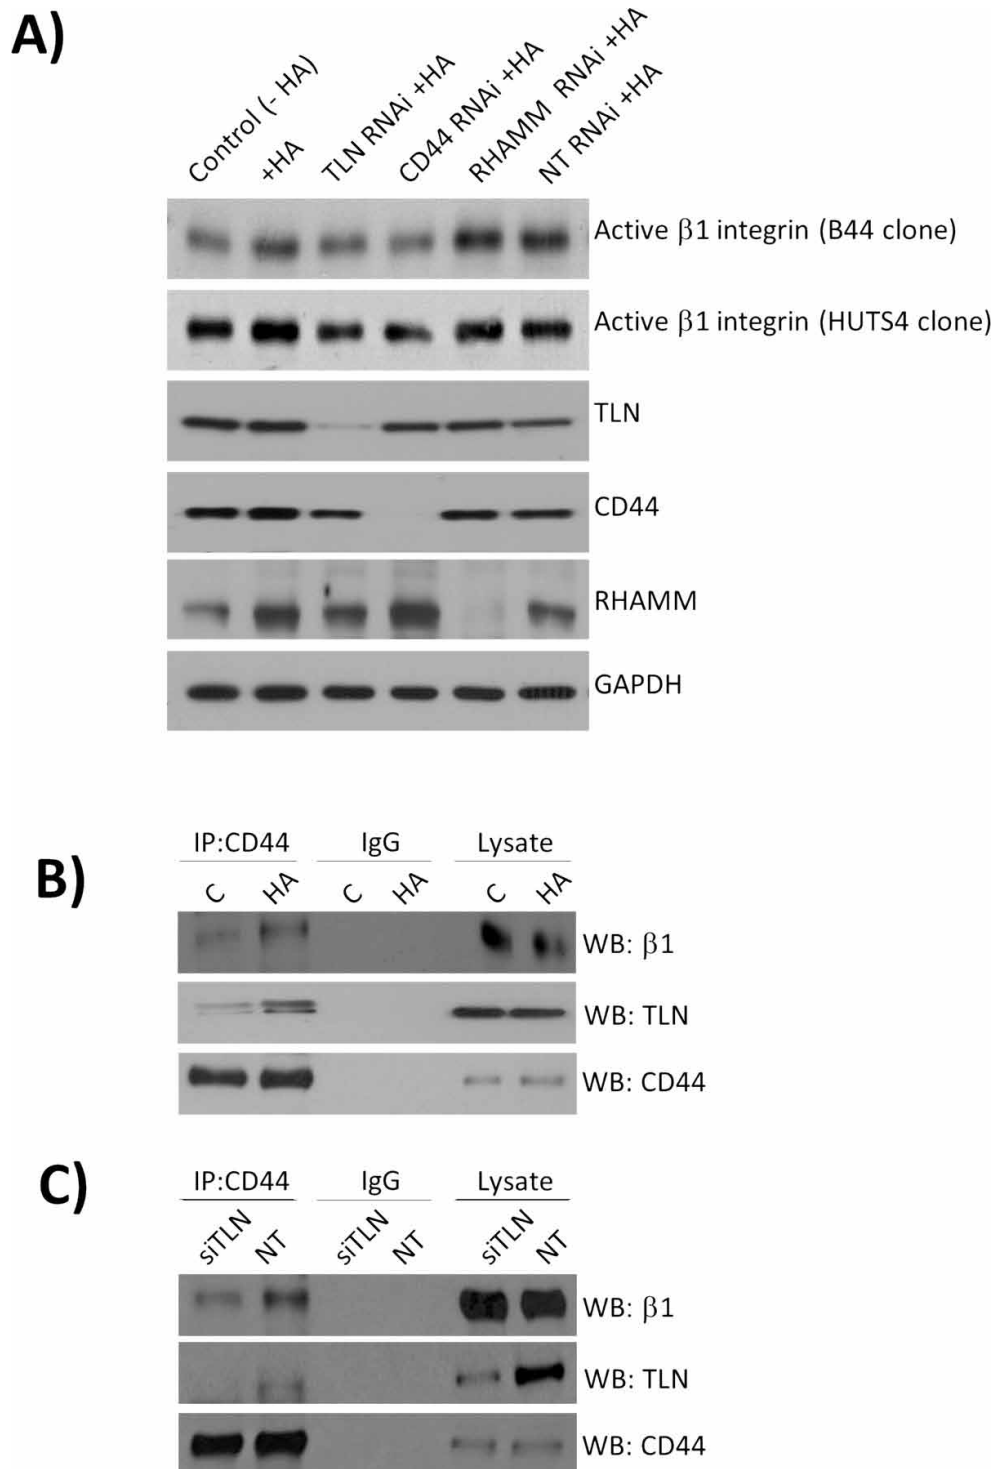 A)
Control (- HA)
+HA
TLN RNAi +HA
CD44 RNAi +HA
RHAMM RNAi +HA
NT RNAi +HA
Active β1 integrin (B44 clone)
Active β1 integrin (HUTS4 clone)
TLN
CD44
RHAMM
GAPDH
B)
IP:CD44 IgG Lysate
C HA C HA C HA
WB: β1
WB: TLN
WB: CD44
C)
IP:CD44 IgG Lysate
siTLN NT siTLN NT siTLN NT
WB: β1
WB: TLN
WB: CD44